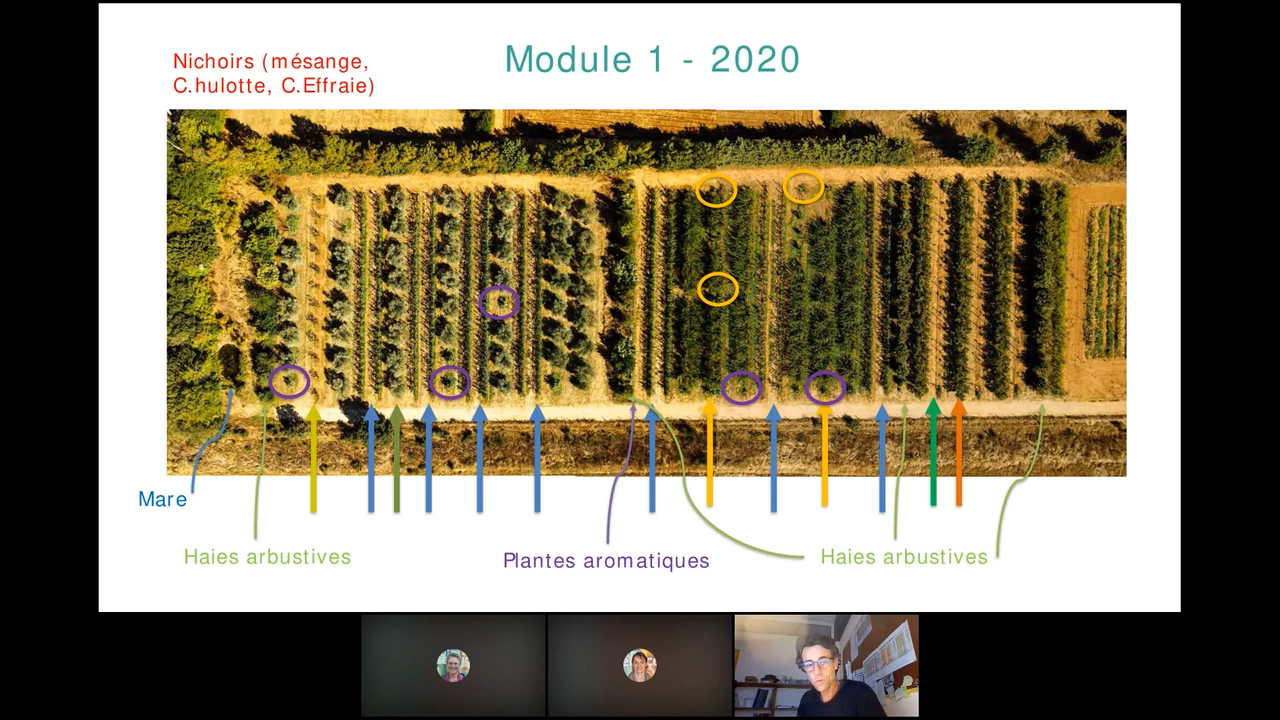 Module 1 - 2020
Nichoirs (mésange,
C.hulotte, C.Effraie)
Mare
Haies arbustives
Plantes aromatiques
Haies arbustives